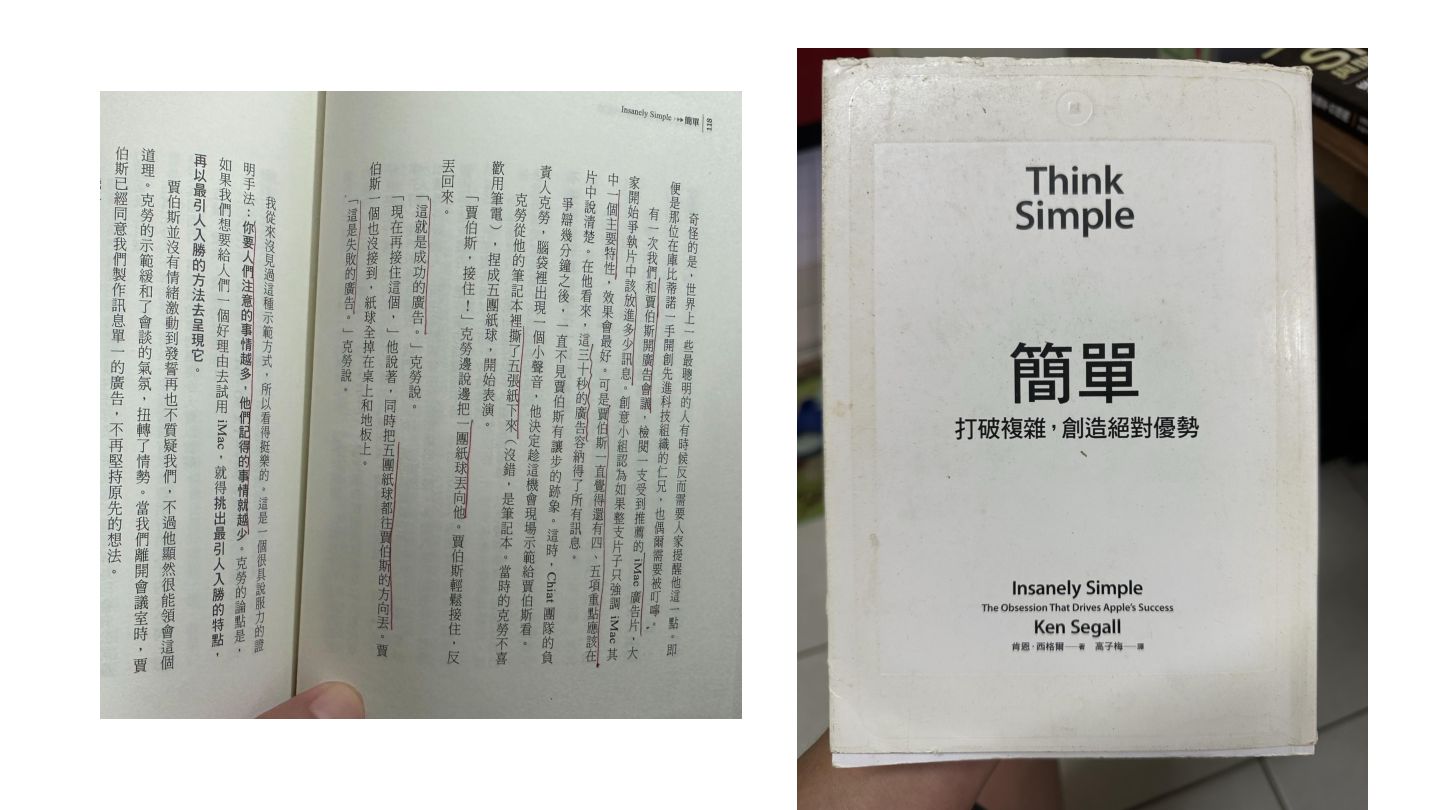 Insanely Simple ›› 簡單
118
奇怪的是，世界上一些最聰明的人有時候反而需要人家提醒他這一點。即
便是那位在庫比蒂諾一手開創先進科技組織的仁兄，也偶爾需要被叮嚀。
有一次我們和賈伯斯開廣告會議，檢閱一支受到推薦的 iMac 廣告片，大
家開始爭執片中該放進多少訊息。創意小組認為如果整支片子只強調 iMac 其
中一個主要特性，效果會最好。可是賈伯斯一直覺得還有四、五項重點應該在
片中說清楚。在他看來，這三十秒的廣告容納得了所有訊息。
爭辯幾分鐘之後，一直不見賈伯斯有讓步的跡象。這時，Chiat 團隊的負
責人克勞，腦袋裡出現一個小聲音，他決定趁這機會現場示範給賈伯斯看。
克勞從他的筆記本裡撕了五張紙下來（沒錯，是筆記本。當時的克勞不喜
歡用筆電），捏成五團紙球，開始表演。
「賈伯斯，接住！」克勞邊說邊把一團紙球丟向他。賈伯斯輕鬆接住，反
丟回來。
「這就是成功的廣告。」克勞說。
「現在再接住這個，」他說著，同時把五團紙球都往賈伯斯的方向丟。賈
伯斯一個也沒接到，紙球全掉在桌上和地板上。
「這是失敗的廣告。」克勞說。
我從來沒見過這種示範方式，所以看得挺樂的。這是一個很具說服力的證
明手法：你要人們注意的事情越多，他們記得的事情就越少。克勞的論點是，
如果我們想要給人們一個好理由去試用 iMac，就得挑出最引人入勝的特點，
再以最引人入勝的方法去呈現它。
賈伯斯並沒有情緒激動到發誓再也不質疑我們，不過他顯然很能領會這個
道理。克勞的示範緩和了會談的氣氛，扭轉了情勢。當我們離開會議室時，賈
伯斯已經同意我們製作訊息單一的廣告，不再堅持原先的想法。
Think
Simple
簡單
打破複雜，創造絕對優勢
Insanely Simple
The Obsession That Drives Apple's Success
Ken Segall
肯恩·西格爾——著 高子梅——譯